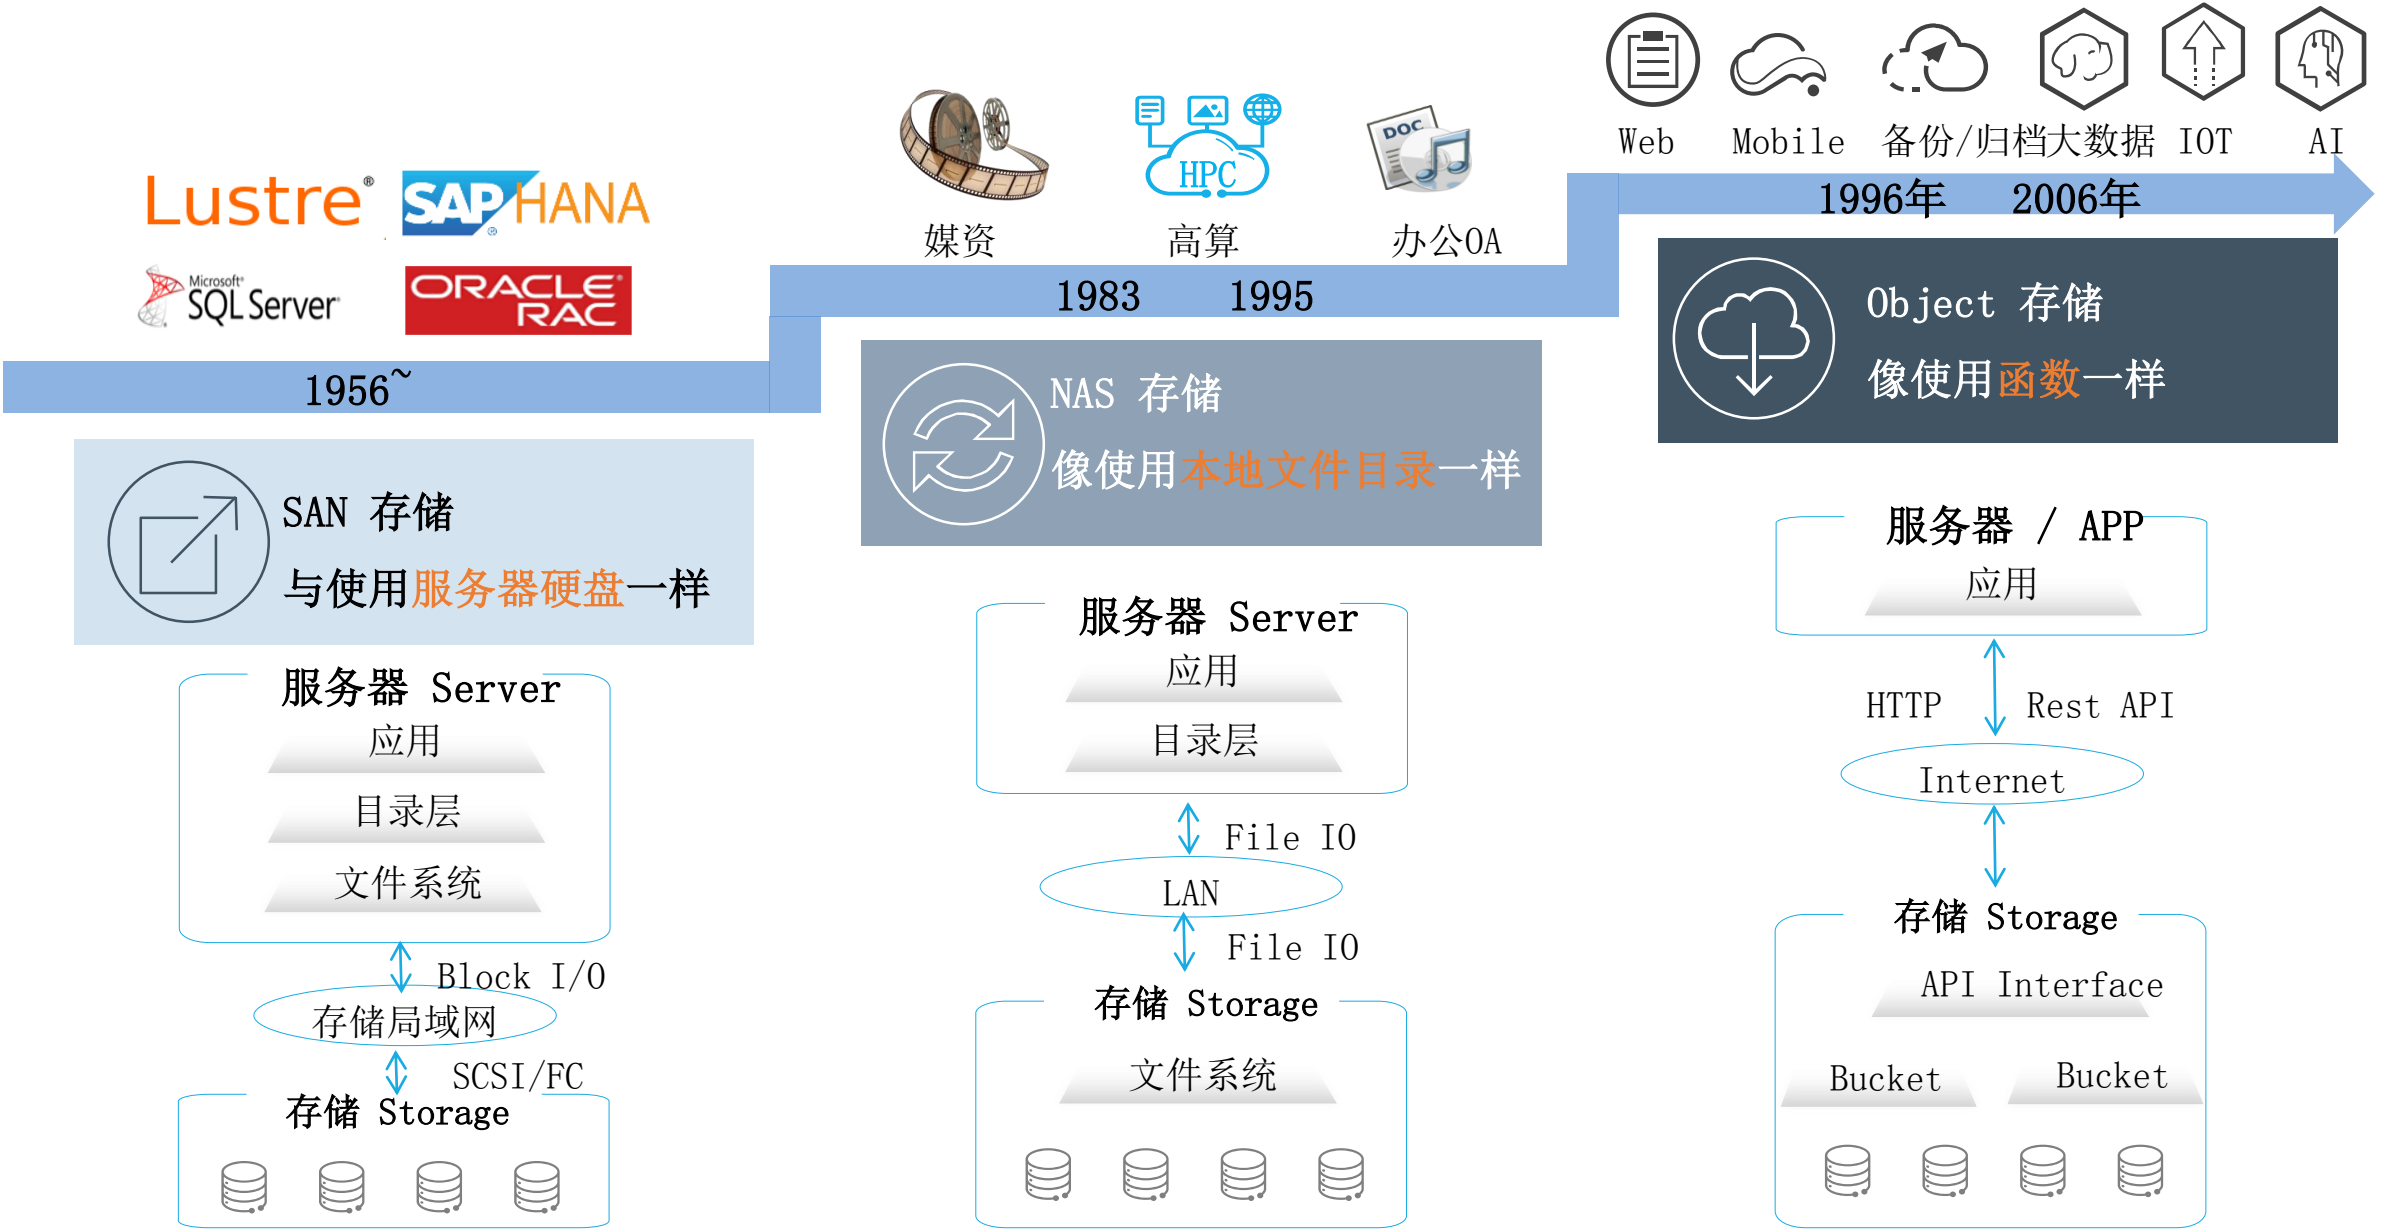 Lustre®
SAP HANA
®
Microsoft®
SQL Server®
ORACLE®
RAC
1956~
SAN 存储
与使用服务器硬盘一样
服务器 Server
应用
目录层
文件系统
Block I/O
存储局域网
SCSI/FC
存储 Storage
HPC
DOC
媒资
高算
办公OA
1983
1995
NAS 存储
像使用本地文件目录一样
服务器 Server
应用
目录层
File IO
LAN
File IO
存储 Storage
文件系统
Web
Mobile
备份/归档
大数据
IOT
AI
1996年
2006年
Object 存储
像使用函数一样
服务器 / APP
应用
HTTP
Rest API
Internet
存储 Storage
API Interface
Bucket
Bucket